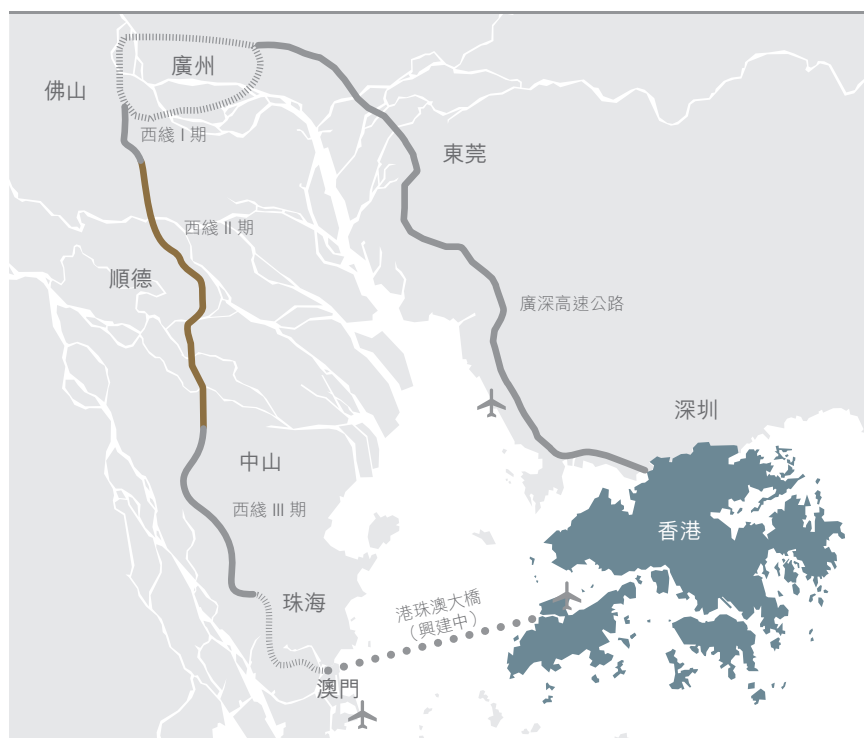 廣州
佛山
西綫 I 期
東莞
西綫 II 期
順德
廣深高速公路
深圳
中山
西綫 III 期
香港
珠海
港珠澳大橋
（興建中）
澳門